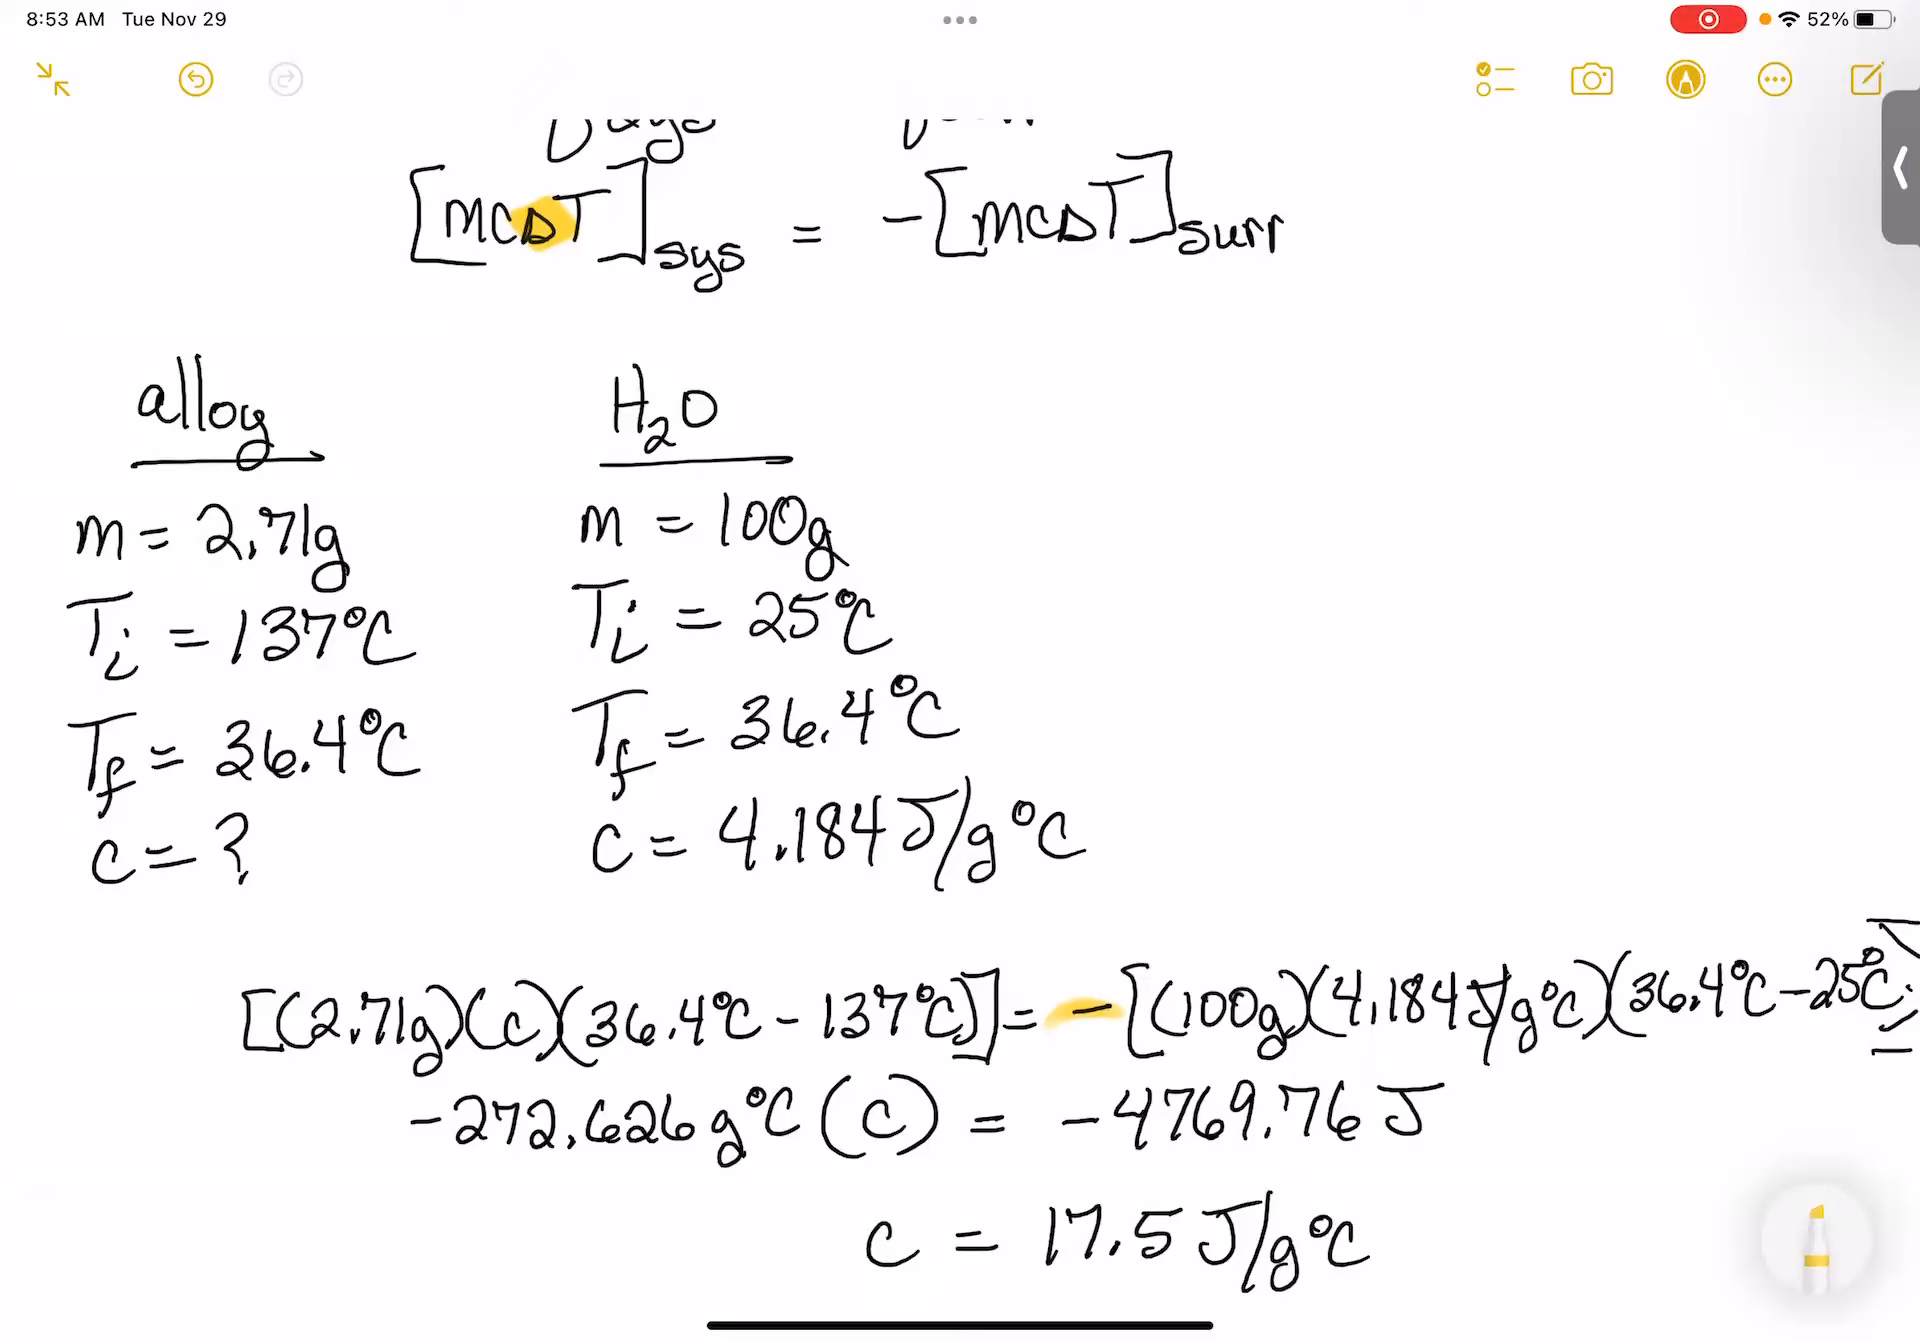 8:53 AM Tue Nov 29
52%
[mcΔT]sys = -[mcΔT]surr
alloy
m = 2.71g
Ti = 137°C
Tf = 36.4°C
c = ?
H₂O
m = 100g
Ti = 25°C
Tf = 36.4°C
c = 4.184 J/g°C
[(2.71g)(c)(36.4°C - 137°C)] = -[(100g)(4.184 J/g°C)(36.4°C - 25°C)]
-272.626 g°C (c) = -4769.76 J
c = 17.5 J/g°C